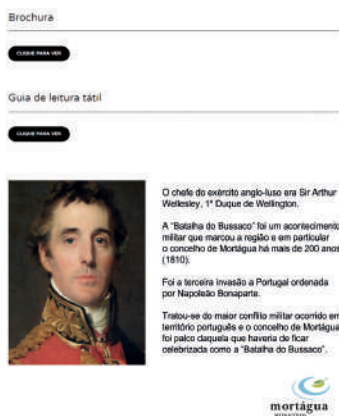 Brochura
CLIQUE PARA VER
Guia de leitura tátil
CLIQUE PARA VER
O chefe do exército anglo-luso era Sir Arthur
Wellesley, 1º Duque de Wellington.
A "Batalha do Bussaco" foi um acontecimento
militar que marcou a região e em particular
o concelho de Mortágua há mais de 200 anos
(1810).
Foi a terceira invasão a Portugal ordenada
por Napoleão Bonaparte.
Tratou-se do maior conflito militar ocorrido em
território português e o concelho de Mortágua
foi palco daquela que haveria de ficar
celebrizada como a "Batalha do Bussaco".
mortágua